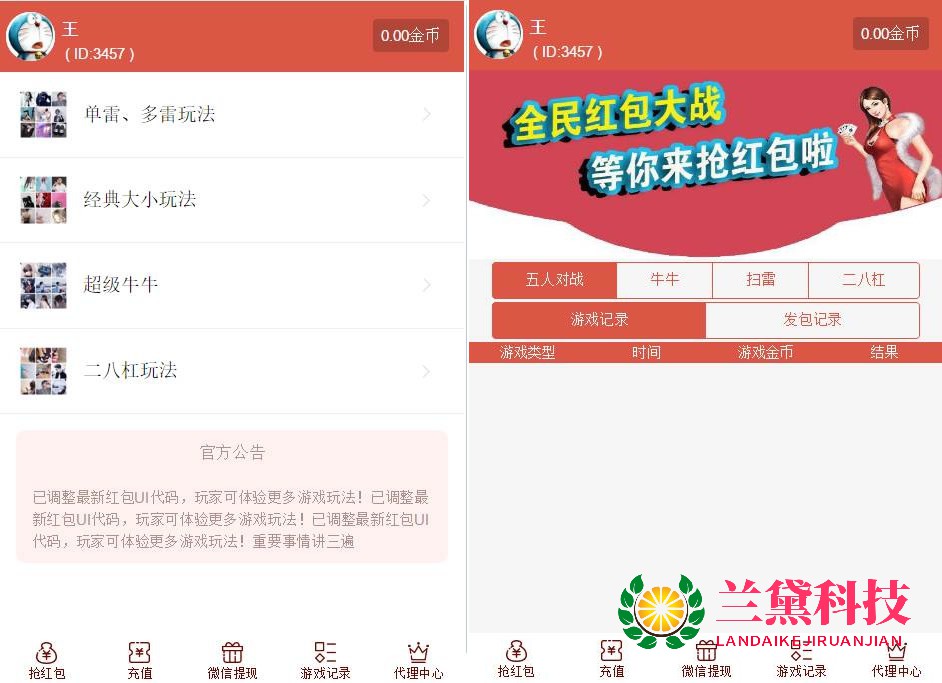 王
( ID:3457 )
0.00金币
单雷、多雷玩法
经典大小玩法
超级牛牛
二八杠玩法
官方公告
已调整最新红包UI代码，玩家可体验更多游戏玩法！已调整最
新红包UI代码，玩家可体验更多游戏玩法！已调整最新红包UI
代码，玩家可体验更多游戏玩法！重要事情讲三遍
抢红包 充值 微信提现 游戏记录 代理中心
王
( ID:3457 )
0.00金币
全民红包大战
等你来抢红包啦
五人对战 牛牛 扫雷 二八杠
游戏记录 发包记录
游戏类型 时间 游戏金币 结果
兰黛科技
LANDAIKEJIRUANJIAN.
抢红包 充值 微信提现 游戏记录 代理中心